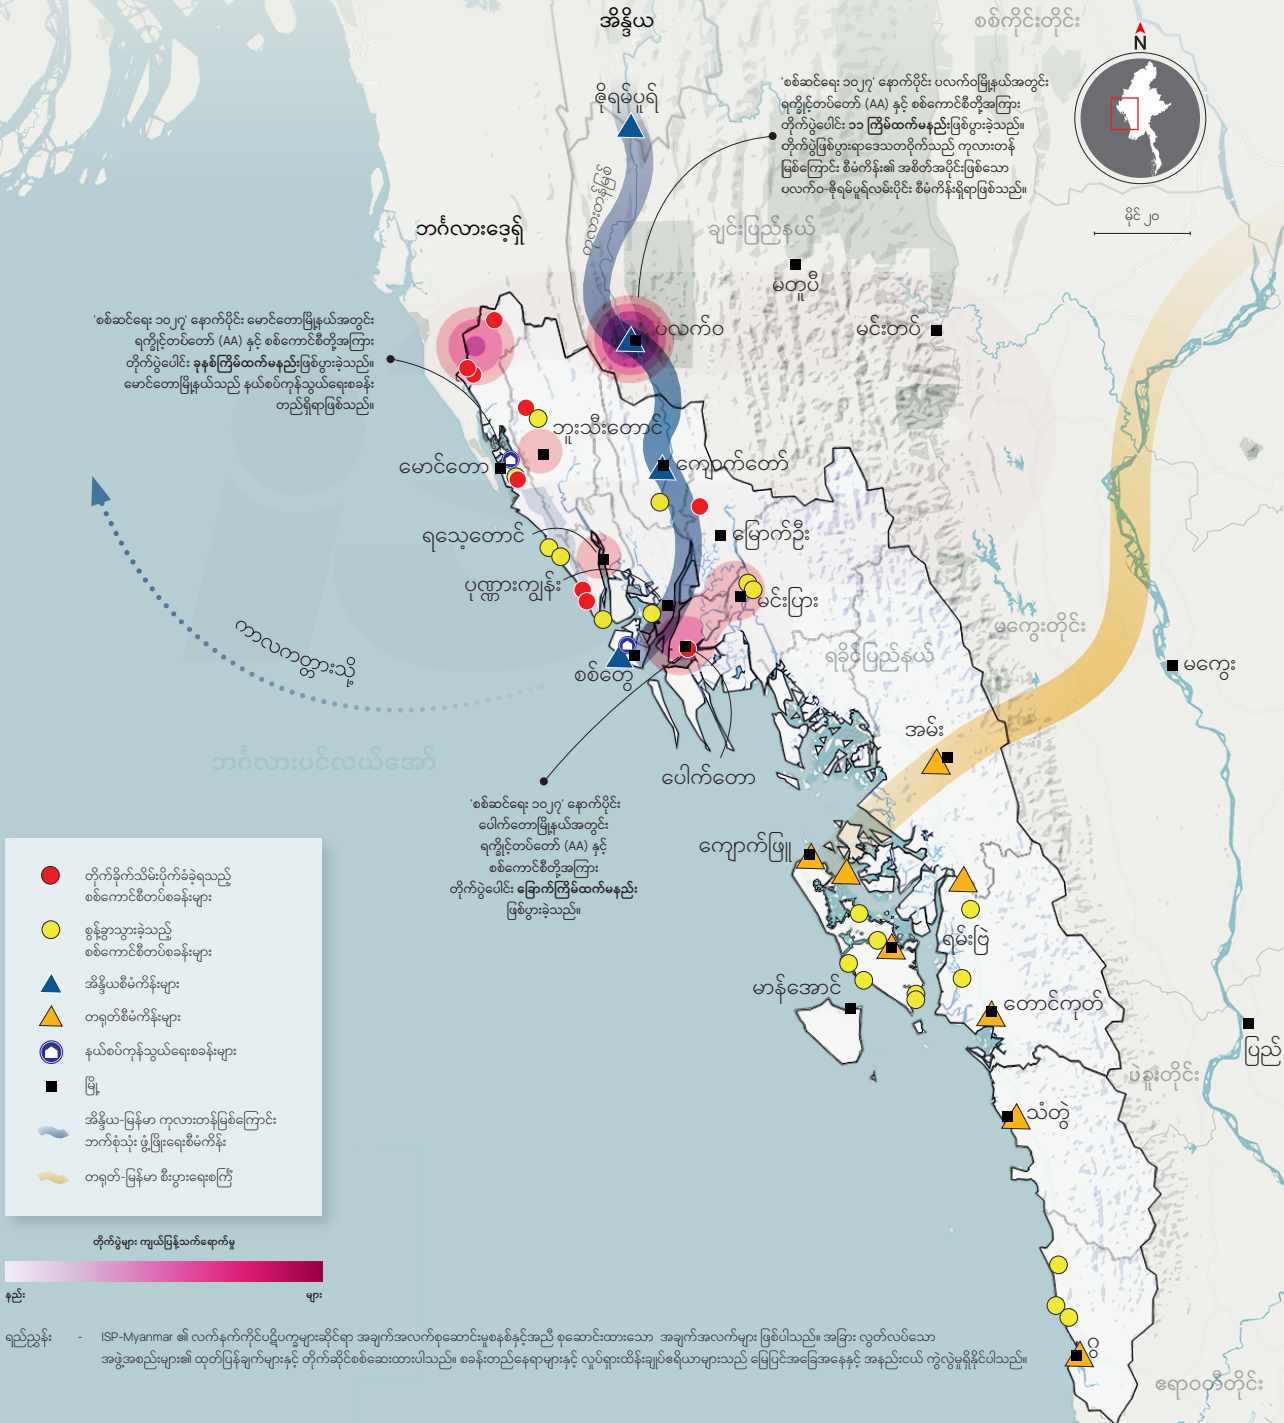 အိန္ဒိယ
စစ်ကိုင်းတိုင်း
N
ဇိုရမ်ပူရ်
'စစ်ဆင်ရေး ၁၀၂၇' နောက်ပိုင်း ပလက်ဝမြို့နယ်အတွင်း
ရက္ခိုင့်တပ်တော် (AA) နှင့် စစ်ကောင်စီတို့အကြား
တိုက်ပွဲပေါင်း ၁၁ ကြိမ်ထက်မနည်းဖြစ်ပွားခဲ့သည်။
တိုက်ပွဲဖြစ်ပွားရာဒေသတဝိုက်သည် ကုလားတန်
မြစ်ကြောင်း စီမံကိန်း၏ အစိတ်အပိုင်းဖြစ်သော
ပလက်ဝ-ဇိုရမ်ပူရ်လမ်းပိုင်း စီမံကိန်းရှိရာဖြစ်သည်။
ကုလားတန်မြစ်
မိုင် ၂၀
ဘင်္ဂလားဒေ့ရှ်
ချင်းပြည်နယ်
မတူပီ
ပလက်ဝ
မင်းတပ်
'စစ်ဆင်ရေး ၁၀၂၇' နောက်ပိုင်း မောင်တောမြို့နယ်အတွင်း
ရက္ခိုင့်တပ်တော် (AA) နှင့် စစ်ကောင်စီတို့အကြား
တိုက်ပွဲပေါင်း ခုနစ်ကြိမ်ထက်မနည်းဖြစ်ပွားခဲ့သည်။
မောင်တောမြို့နယ်သည် နယ်စပ်ကုန်သွယ်ရေးစခန်း
တည်ရှိရာဖြစ်သည်။
ဘူးသီးတောင်
မောင်တော
ကျောက်တော်
ရသေ့တောင်
မြောက်ဦး
ပုဏ္ဏားကျွန်း
မင်းပြား
ကာလကတ္တားသို့
မကွေးတိုင်း
ရခိုင်ပြည်နယ်
မကွေး
စစ်တွေ
အမ်း
ဘင်္ဂလားပင်လယ်အော်
ပေါက်တော
'စစ်ဆင်ရေး ၁၀၂၇' နောက်ပိုင်း
ပေါက်တောမြို့နယ်အတွင်း
ရက္ခိုင့်တပ်တော် (AA) နှင့်
စစ်ကောင်စီတို့အကြား
တိုက်ပွဲပေါင်း ခြောက်ကြိမ်ထက်မနည်း
ဖြစ်ပွားခဲ့သည်။
ကျောက်ဖြူ
ရမ်းဗြဲ
မာန်အောင်
တောင်ကုတ်
ပြည်
ပဲခူးတိုင်း
သံတွဲ
ဂွ
ဧရာဝတီတိုင်း
တိုက်ခိုက်သိမ်းပိုက်ခံခဲ့ရသည့်
စစ်ကောင်စီတပ်စခန်းများ
စွန့်ခွာသွားခဲ့သည့်
စစ်ကောင်စီတပ်စခန်းများ
အိန္ဒိယစီမံကိန်းများ
တရုတ်စီမံကိန်းများ
နယ်စပ်ကုန်သွယ်ရေးစခန်းများ
မြို့
အိန္ဒိယ-မြန်မာ ကုလားတန်မြစ်ကြောင်း
ဘက်စုံသုံး ဖွံ့ဖြိုးရေးစီမံကိန်း
တရုတ်-မြန်မာ စီးပွားရေးစင်္ကြံ
တိုက်ပွဲများ ကျယ်ပြန့်သက်ရောက်မှု
နည်း များ
ရည်ညွှန်း - ISP-Myanmar ၏ လက်နက်ကိုင်ပဋိပက္ခများဆိုင်ရာ အချက်အလက်စုဆောင်းမှုစနစ်နှင့်အညီ စုဆောင်းထားသော အချက်အလက်များ ဖြစ်ပါသည်။ အခြား လွတ်လပ်သော
အဖွဲ့အစည်းများ၏ ထုတ်ပြန်ချက်များနှင့် တိုက်ဆိုင်စစ်ဆေးထားပါသည်။ စခန်းတည်နေရာများနှင့် လှုပ်ရှားထိန်းချုပ်ဧရိယာများသည် မြေပြင်အခြေအနေနှင့် အနည်းငယ် ကွဲလွဲမှုရှိနိုင်ပါသည်။